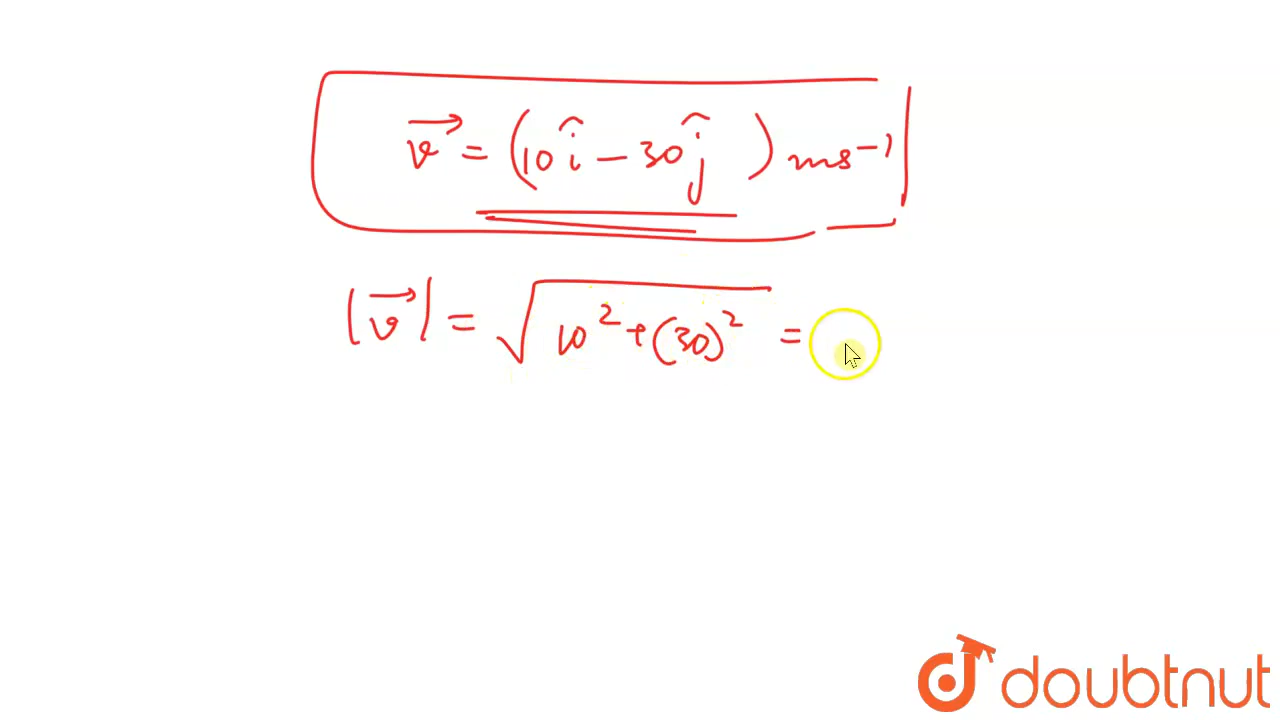 v⃗ = (10î − 30ĵ) ms⁻¹
|v⃗| = √(10² + (30)²) =
doubtnut